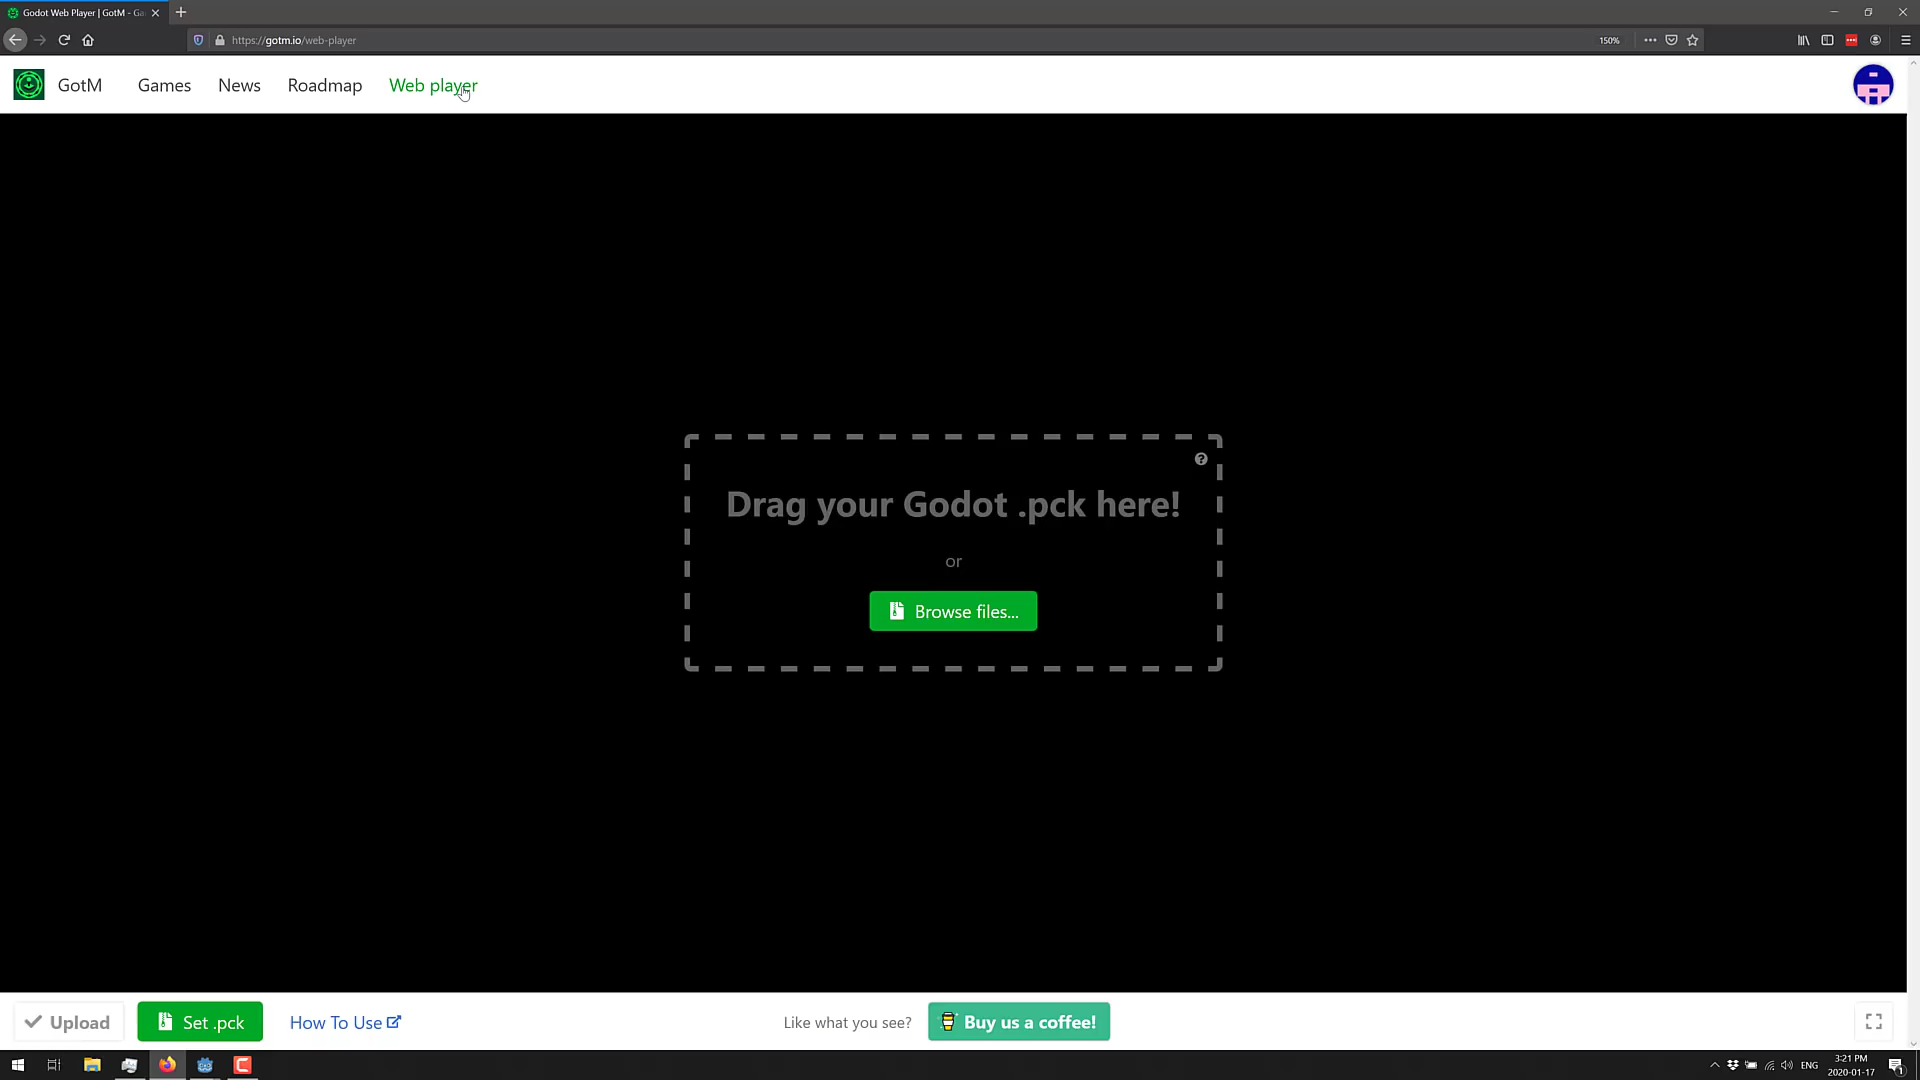 Godot Web Player | GotM - Ga
https://gotm.io/web-player
150%
GotM
Games
News
Roadmap
Web player
Drag your Godot .pck here!
or
Browse files...
Upload
Set .pck
How To Use
Like what you see?
Buy us a coffee!
ENG
3:21 PM
2020-01-17